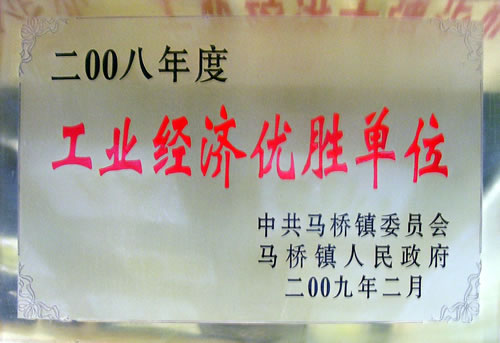 二00八年度
工业经济优胜单位
中共马桥镇委员会
马桥镇人民政府
二00九年二月